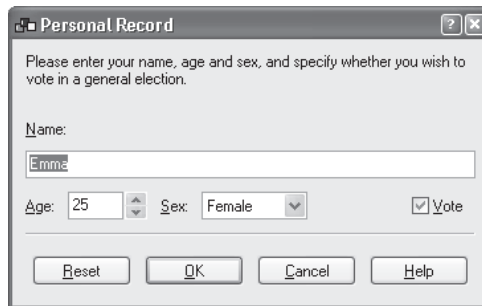 Personal Record
Please enter your name, age and sex, and specify whether you wish to
vote in a general election.
Name:
Emma
Age: 25 Sex: Female Vote
Reset OK Cancel Help